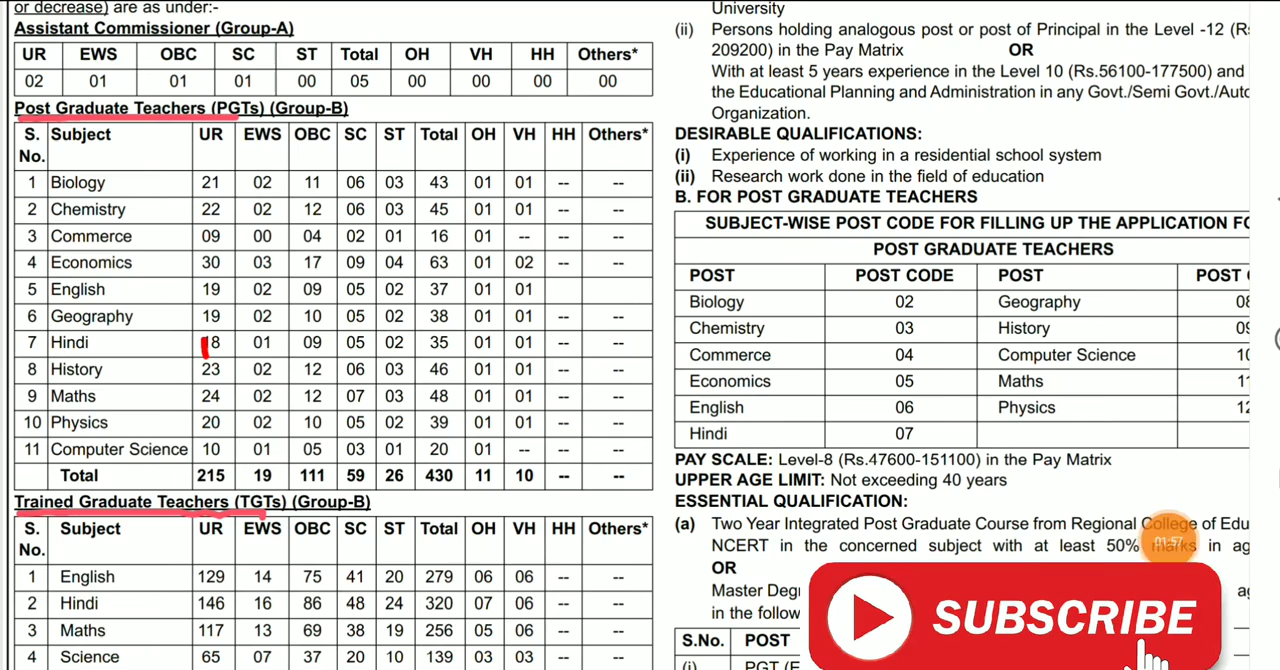 or decrease) are as under:-
Assistant Commissioner (Group-A)
UR EWS OBC SC ST Total OH VH HH Others*
02 01 01 01 00 05 00 00 00 00
Post Graduate Teachers (PGTs) (Group-B)
S. No. Subject UR EWS OBC SC ST Total OH VH HH Others*
1 Biology 21 02 11 06 03 43 01 01 -- --
2 Chemistry 22 02 12 06 03 45 01 01 -- --
3 Commerce 09 00 04 02 01 16 01 -- -- --
4 Economics 30 03 17 09 04 63 01 02 -- --
5 English 19 02 09 05 02 37 01 01
6 Geography 19 02 10 05 02 38 01 01 -- --
7 Hindi 18 01 09 05 02 35 01 01 -- --
8 History 23 02 12 06 03 46 01 01 -- --
9 Maths 24 02 12 07 03 48 01 01 -- --
10 Physics 20 02 10 05 02 39 01 01 -- --
11 Computer Science 10 01 05 03 01 20 01 -- -- --
Total 215 19 111 59 26 430 11 10 -- --
Trained Graduate Teachers (TGTs) (Group-B)
S. No. Subject UR EWS OBC SC ST Total OH VH HH Others*
1 English 129 14 75 41 20 279 06 06 -- --
2 Hindi 146 16 86 48 24 320 07 06 -- --
3 Maths 117 13 69 38 19 256 05 06 -- --
4 Science 65 07 37 20 10 139 03 03 -- --
University
(ii) Persons holding analogous post or post of Principal in the Level -12 (Rs
209200) in the Pay Matrix OR
With at least 5 years experience in the Level 10 (Rs.56100-177500) and
the Educational Planning and Administration in any Govt./Semi Govt./Auto
Organization.
DESIRABLE QUALIFICATIONS:
(i) Experience of working in a residential school system
(ii) Research work done in the field of education
B. FOR POST GRADUATE TEACHERS
SUBJECT-WISE POST CODE FOR FILLING UP THE APPLICATION FO
POST GRADUATE TEACHERS
POST POST CODE POST POST C
Biology 02 Geography 08
Chemistry 03 History 09
Commerce 04 Computer Science 10
Economics 05 Maths 11
English 06 Physics 12
Hindi 07
PAY SCALE: Level-8 (Rs.47600-151100) in the Pay Matrix
UPPER AGE LIMIT: Not exceeding 40 years
ESSENTIAL QUALIFICATION:
(a) Two Year Integrated Post Graduate Course from Regional College of Edu
NCERT in the concerned subject with at least 50% marks in ag
OR
Master Deg ag
in the follow
S.No. POST
(i) PGT (E
01:57
SUBSCRIBE